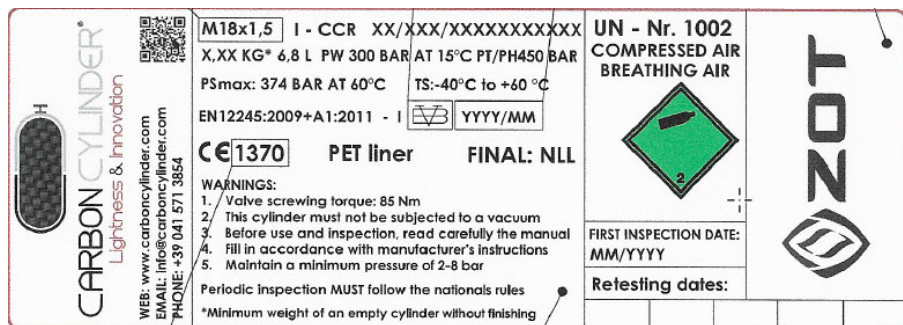 H
CARBONCYLINDER®
Lightness & Innovation
WEB: www.carboncylinder.com
EMAIL: info@carboncylinder.com
PHONE: +39 041 571 3854
M18x1,5 I - CCR XX/XXX/XXXXXXXXXXX
X,XX KG* 6,8 L PW 300 BAR AT 15°C PT/PH450 BAR
PSmax: 374 BAR AT 60°C TS:-40°C to +60 °C
EN12245:2009+A1:2011 - I VB YYYY/MM
CE 1370 PET liner FINAL: NLL
WARNINGS:
1. Valve screwing torque: 85 Nm
2. This cylinder must not be subjected to a vacuum
3. Before use and inspection, read carefully the manual
4. Fill in accordance with manufacturer's instructions
5. Maintain a minimum pressure of 2-8 bar
Periodic inspection MUST follow the nationals rules
*Minimum weight of an empty cylinder without finishing
UN - Nr. 1002
COMPRESSED AIR
BREATHING AIR
2
FIRST INSPECTION DATE:
MM/YYYY
Retesting dates:
ZOT